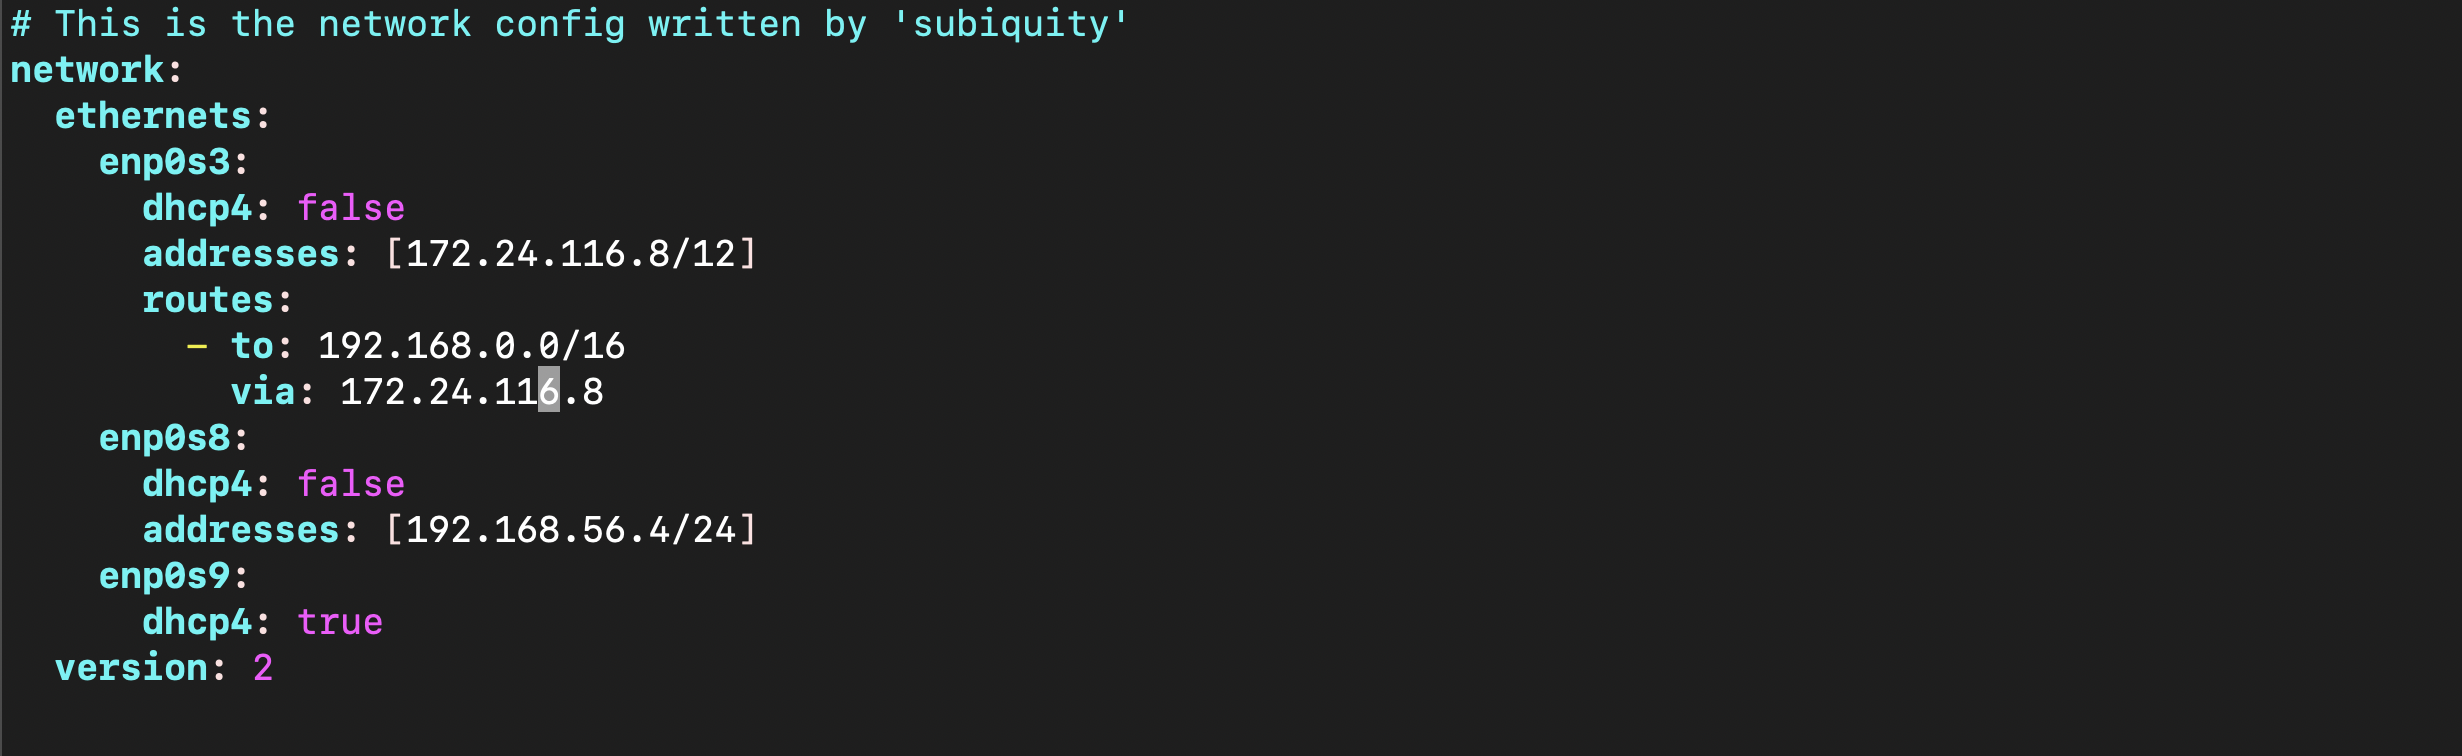 # This is the network config written by 'subiquity'
network:
  ethernets:
    enp0s3:
      dhcp4: false
      addresses: [172.24.116.8/12]
      routes:
        - to: 192.168.0.0/16
          via: 172.24.116.8
    enp0s8:
      dhcp4: false
      addresses: [192.168.56.4/24]
    enp0s9:
      dhcp4: true
  version: 2